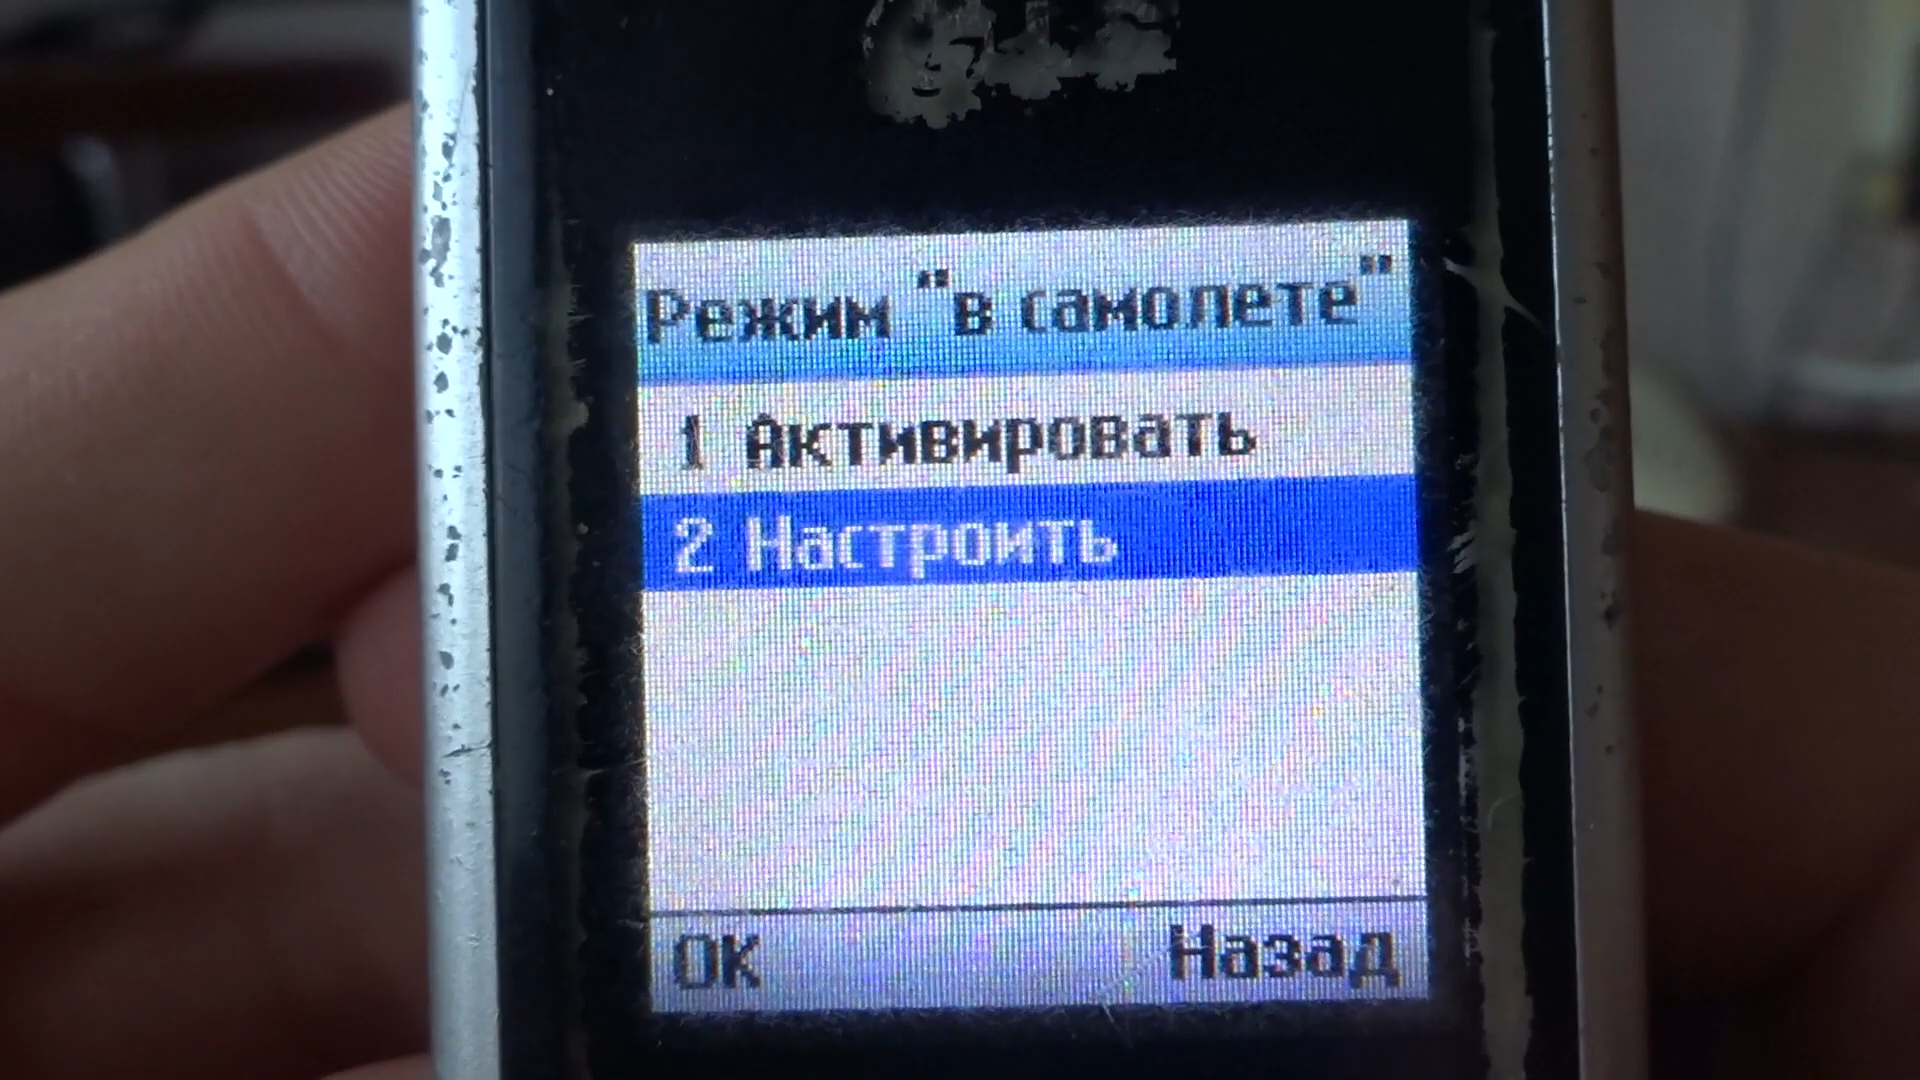 Режим "в самолете"
1 Активировать
2 Настроить
OK Назад